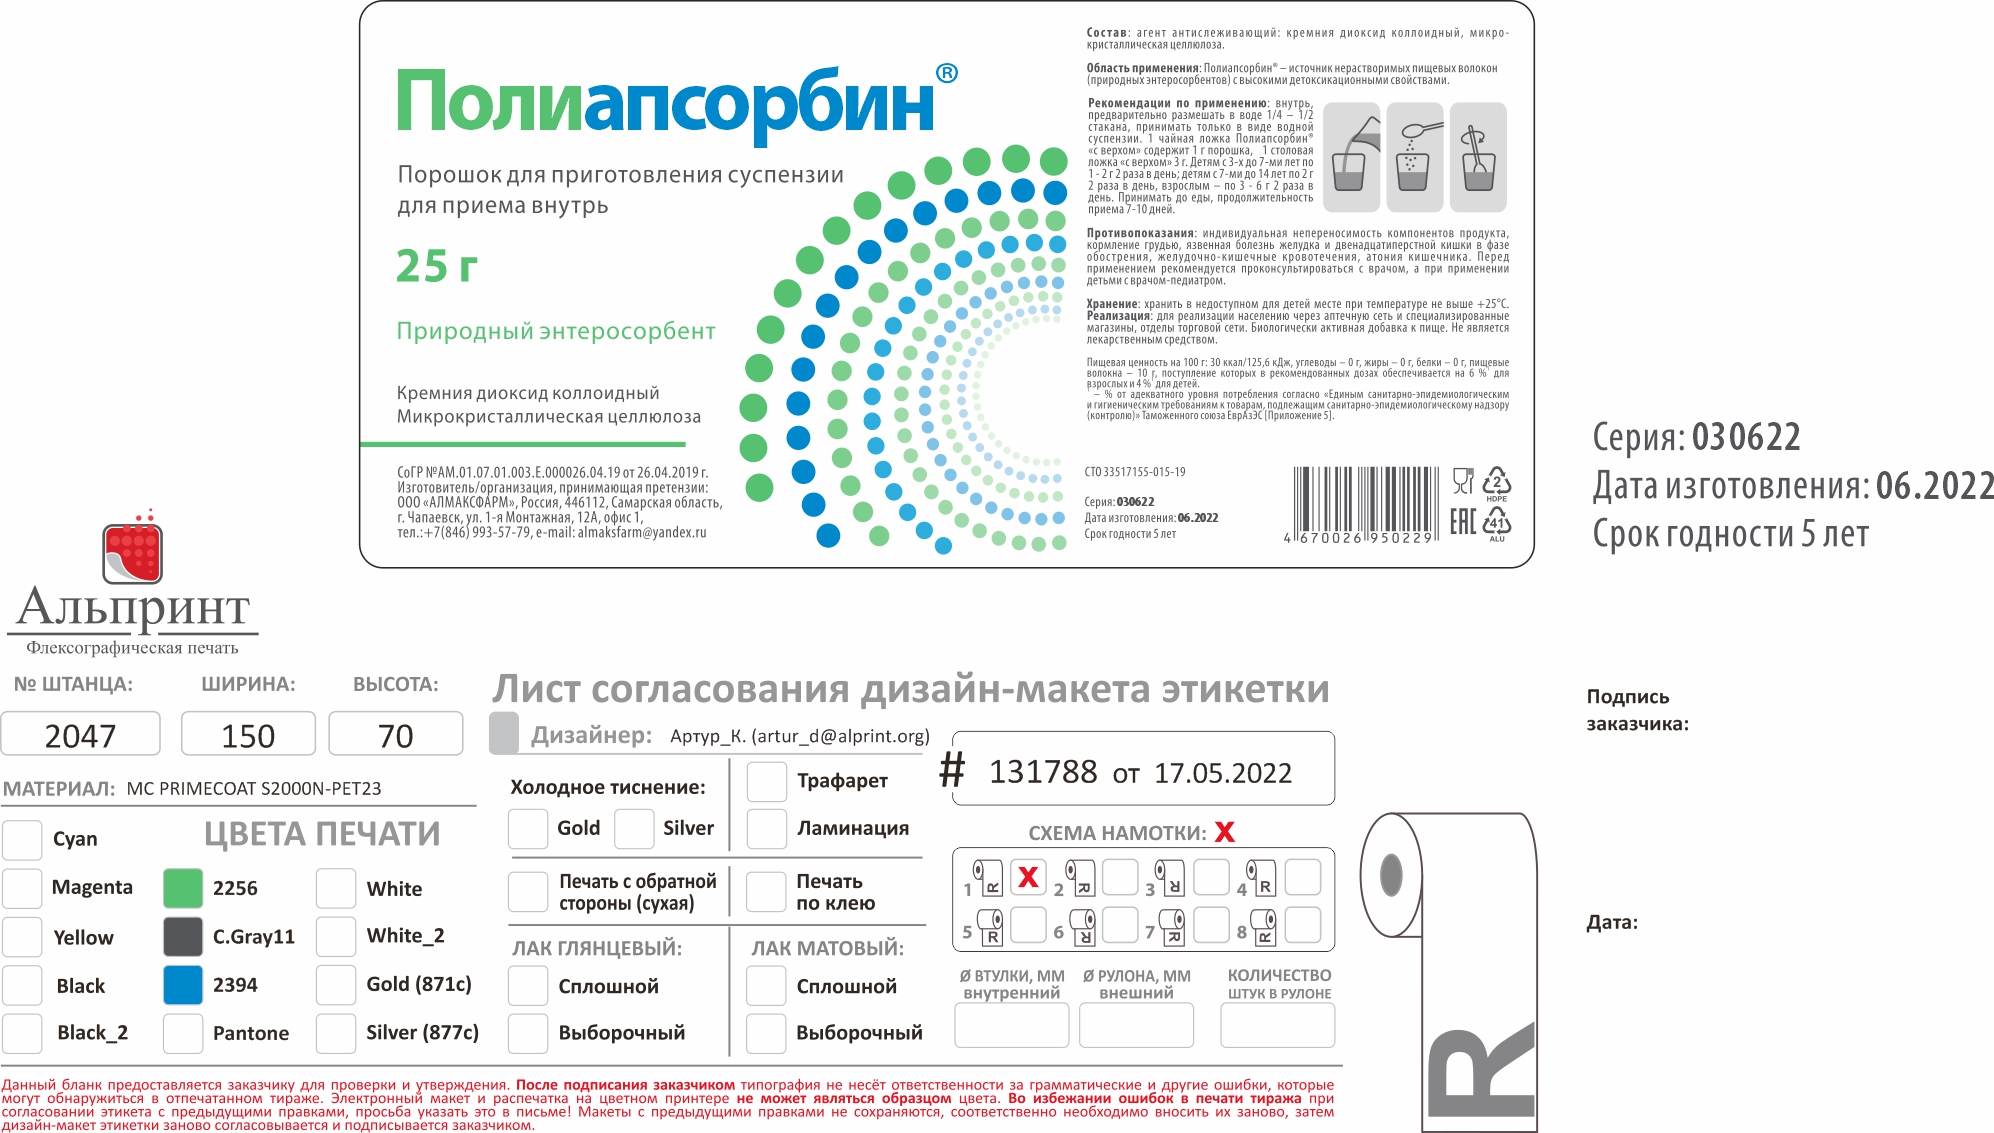 Полиапсорбин®
Порошок для приготовления суспензии
для приема внутрь
25 г
Природный энтеросорбент
Кремния диоксид коллоидный
Микрокристаллическая целлюлоза
СоГР №АМ.01.07.01.003.Е.000026.04.19 от 26.04.2019 г.
Изготовитель/организация, принимающая претензии:
ООО «АЛМАКСФАРМ», Россия, 446112, Самарская область,
г. Чапаевск, ул. 1-я Монтажная, 12А, офис 1,
тел.:+7(846) 993-57-79, e-mail: almaksfarm@yandex.ru
Состав: агент антислеживающий: кремния диоксид коллоидный, микро-
кристаллическая целлюлоза.
Область применения: Полиапсорбин® – источник нерастворимых пищевых волокон
(природных энтеросорбентов) с высокими детоксикационными свойствами.
Рекомендации по применению: внутрь,
предварительно размешать в воде 1/4 – 1/2
стакана, принимать только в виде водной
суспензии. 1 чайная ложка Полиапсорбин®
«с верхом» содержит 1 г порошка, 1 столовая
ложка «с верхом» 3 г. Детям с 3-х до 7-ми лет по
1 - 2 г 2 раза в день; детям с 7-ми до 14 лет по 2 г
2 раза в день, взрослым – по 3 - 6 г 2 раза в
день. Принимать до еды, продолжительность
приема 7-10 дней.
Противопоказания: индивидуальная непереносимость компонентов продукта,
кормление грудью, язвенная болезнь желудка и двенадцатиперстной кишки в фазе
обострения, желудочно-кишечные кровотечения, атония кишечника. Перед
применением рекомендуется проконсультироваться с врачом, а при применении
детьми с врачом-педиатром.
Хранение: хранить в недоступном для детей месте при температуре не выше +25°С.
Реализация: для реализации населению через аптечную сеть и специализированные
магазины, отделы торговой сети. Биологически активная добавка к пище. Не является
лекарственным средством.
Пищевая ценность на 100 г: 30 ккал/125,6 кДж, углеводы – 0 г, жиры – 0 г, белки – 0 г, пищевые
волокна – 10 г, поступление которых в рекомендованных дозах обеспечивается на 6 %* для
взрослых и 4 %* для детей.
* – % от адекватного уровня потребления согласно «Единым санитарно-эпидемиологическим
и гигиеническим требованиям к товарам, подлежащим санитарно-эпидемиологическому надзору
(контролю)» Таможенного союза ЕврАзЭС [Приложение 5].
СТО 33517155-015-19
Серия: 030622
Дата изготовления: 06.2022
Срок годности 5 лет
4 670026 950229
2
HDPE
EAC
41
ALU
Серия: 030622
Дата изготовления: 06.2022
Срок годности 5 лет
Альпринт
Флексографическая печать
№ ШТАНЦА: ШИРИНА: ВЫСОТА:
2047 150 70
Лист согласования дизайн-макета этикетки
Дизайнер: Артур_К. (artur_d@alprint.org)
# 131788 от 17.05.2022
Подпись
заказчика:
Дата:
МАТЕРИАЛ: MC PRIMECOAT S2000N-PET23
ЦВЕТА ПЕЧАТИ
Cyan
Magenta 2256 White
Yellow C.Gray11 White_2
Black 2394 Gold (871c)
Black_2 Pantone Silver (877c)
Холодное тиснение:
Gold Silver
Трафарет
Ламинация
Печать с обратной
стороны (сухая)
Печать
по клею
ЛАК ГЛЯНЦЕВЫЙ:
Сплошной
Выборочный
ЛАК МАТОВЫЙ:
Сплошной
Выборочный
СХЕМА НАМОТКИ: X
1 R X 2 R 3 R 4 R
5 R 6 R 7 R 8 R
Ø ВТУЛКИ, ММ
внутренний
Ø РУЛОНА, ММ
внешний
КОЛИЧЕСТВО
ШТУК В РУЛОНЕ
R
Данный бланк предоставляется заказчику для проверки и утверждения. После подписания заказчиком типография не несёт ответственности за грамматические и другие ошибки, которые
могут обнаружиться в отпечатанном тираже. Электронный макет и распечатка на цветном принтере не может являться образцом цвета. Во избежании ошибок в печати тиража при
согласовании этикета с предыдущими правками, просьба указать это в письме! Макеты с предыдущими правками не сохраняются, соответственно необходимо вносить их заново, затем
дизайн-макет этикетки заново согласовывается и подписывается заказчиком.